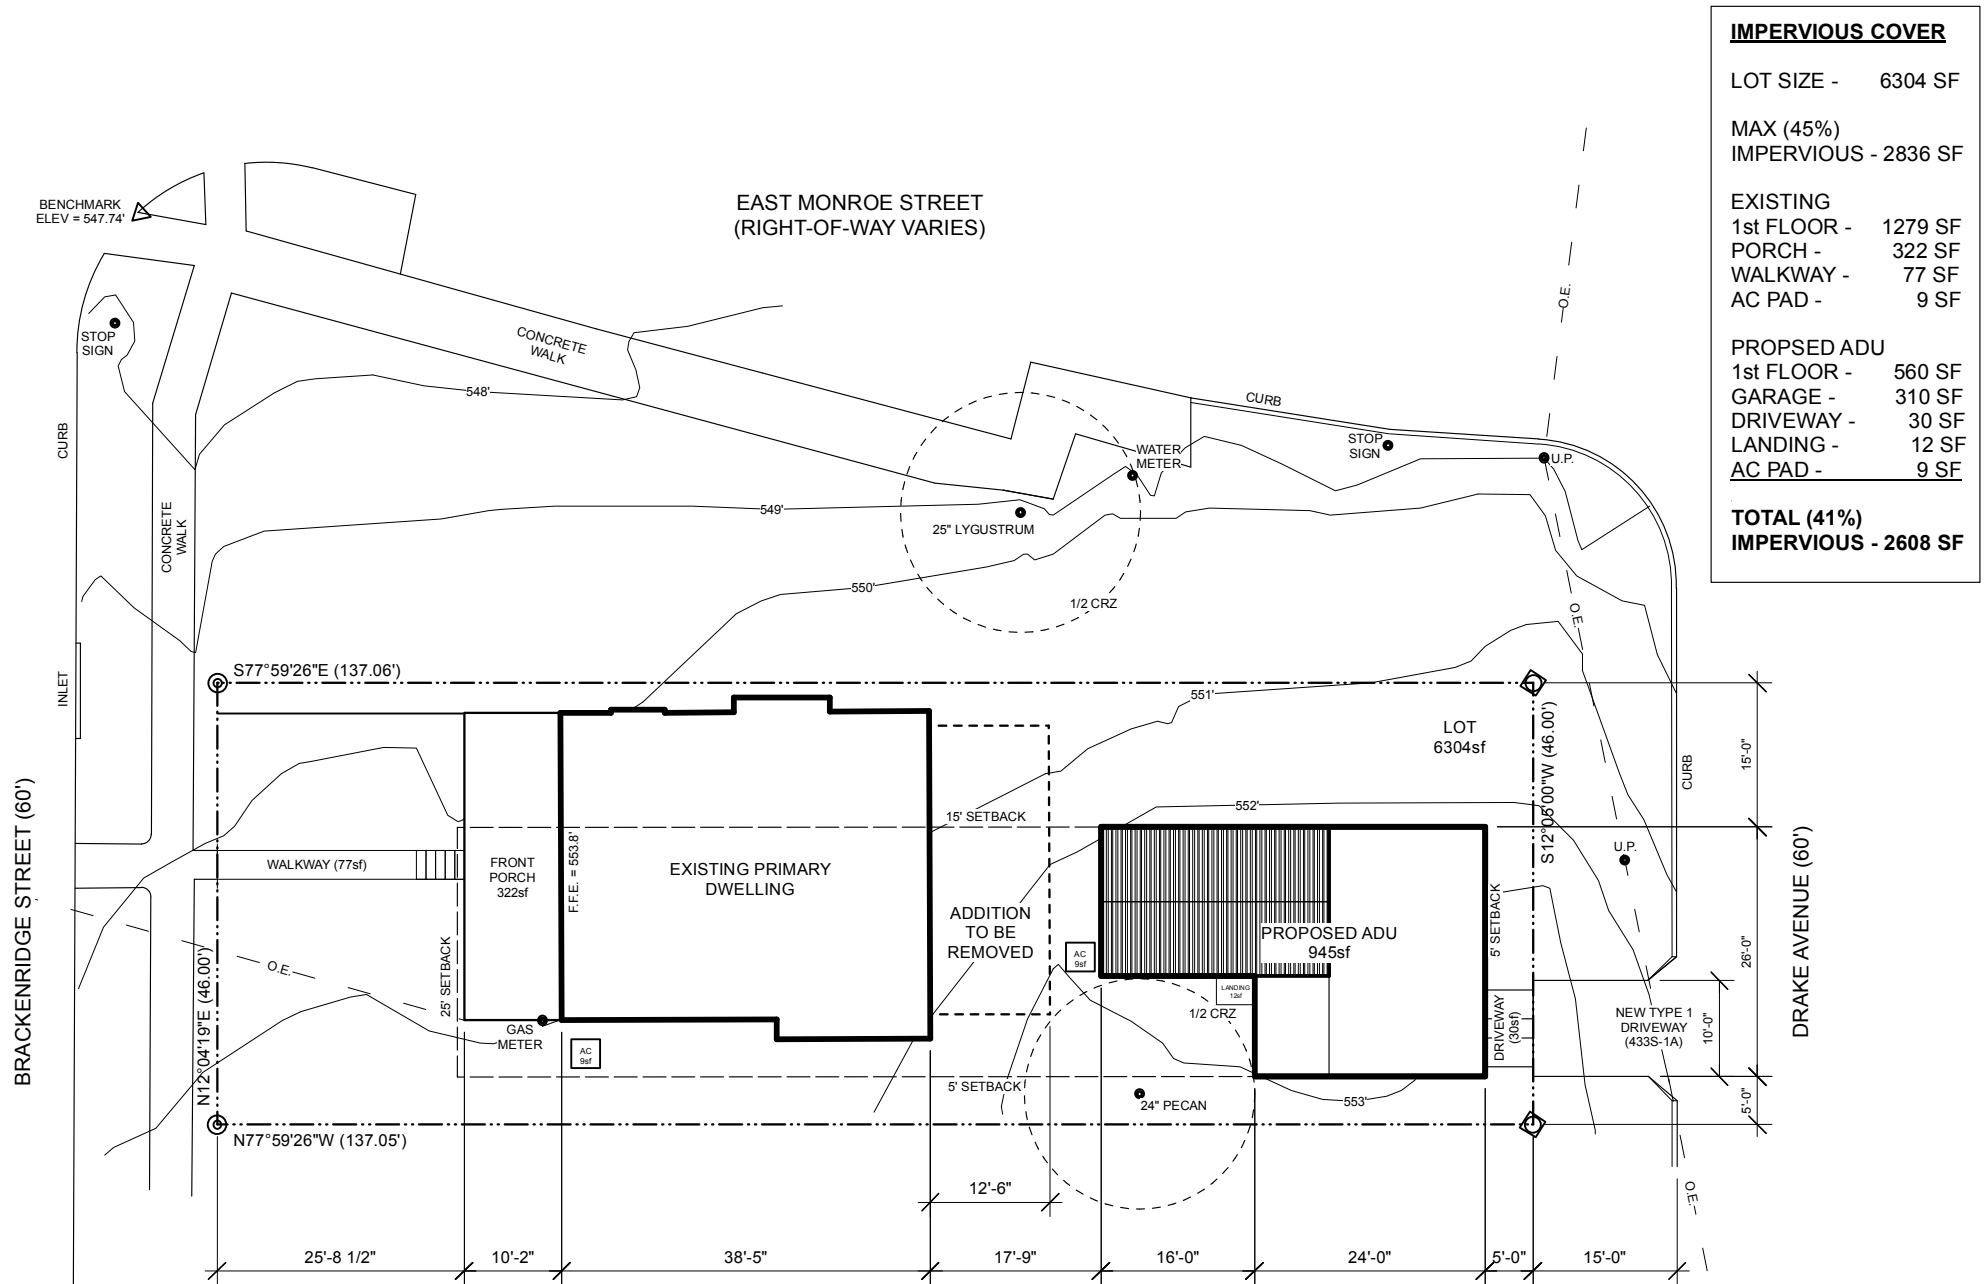 IMPERVIOUS COVER
LOT SIZE - 6304 SF
MAX (45%)
IMPERVIOUS - 2836 SF
EXISTING
1st FLOOR - 1279 SF
PORCH - 322 SF
WALKWAY - 77 SF
AC PAD - 9 SF
PROPSED ADU
1st FLOOR - 560 SF
GARAGE - 310 SF
DRIVEWAY - 30 SF
LANDING - 12 SF
AC PAD - 9 SF
TOTAL (41%)
IMPERVIOUS - 2608 SF
BENCHMARK
ELEV = 547.74'
EAST MONROE STREET
(RIGHT-OF-WAY VARIES)
O.E.
STOP
SIGN
CONCRETE
WALK
548'
CURB
CURB
STOP
SIGN
WATER
METER
U.P.
CONCRETE
WALK
549'
25" LYGUSTRUM
550'
1/2 CRZ
O.E.
INLET
S77°59'26"E (137.06')
551'
LOT
6304sf
S12°05'00"W (46.00')
15'-0"
CURB
552'
15' SETBACK
BRACKENRIDGE STREET (60')
WALKWAY (77sf)
FRONT
PORCH
322sf
F.F.E. = 553.8'
EXISTING PRIMARY
DWELLING
ADDITION
TO BE
REMOVED
AC
9sf
PROPOSED ADU
945sf
5' SETBACK
U.P.
26'-0"
DRAKE AVENUE (60')
25' SETBACK
O.E.
N12°04'19"E (46.00')
GAS
METER
AC
9sf
LANDING
12sf
1/2 CRZ
DRIVEWAY
(30sf)
NEW TYPE 1
DRIVEWAY
(433S-1A)
10'-0"
5' SETBACK
24" PECAN
553'
5'-0"
N77°59'26"W (137.05')
O.E.
12'-6"
25'-8 1/2"
10'-2"
38'-5"
17'-9"
16'-0"
24'-0"
5'-0"
15'-0"